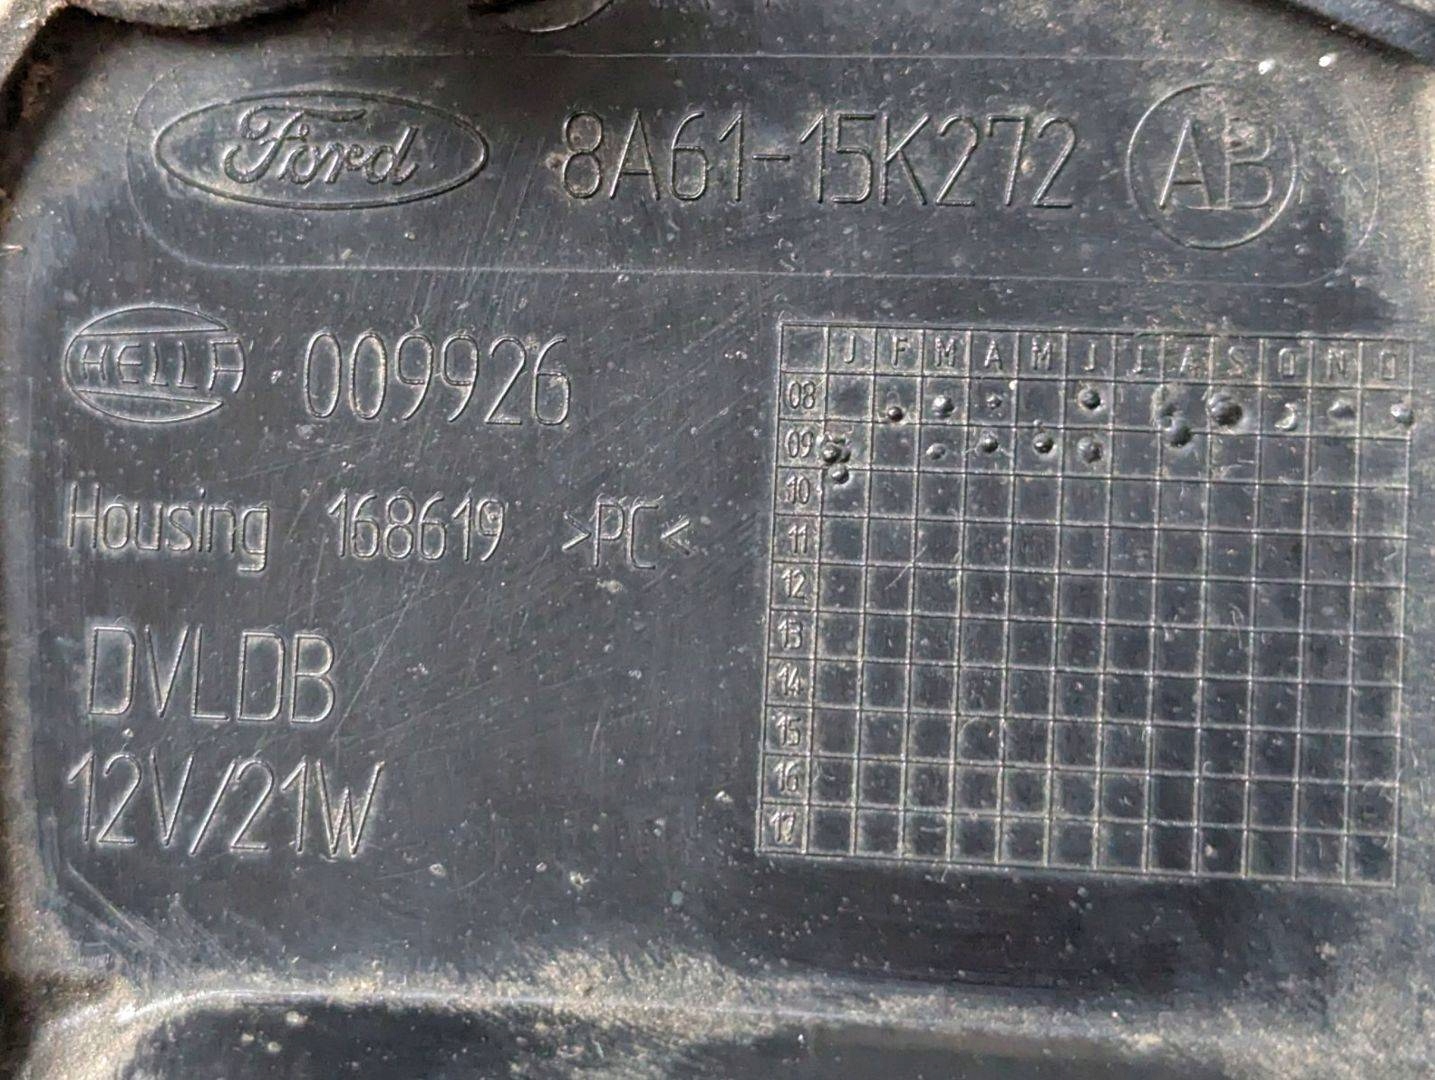 Ford 8A61-15K272 AB
HELLA 009926
Housing 168619 >PC<
DVLDB
12V/21W
J F M A M J J A S O N D
08
09
10
11
12
13
14
15
16
17